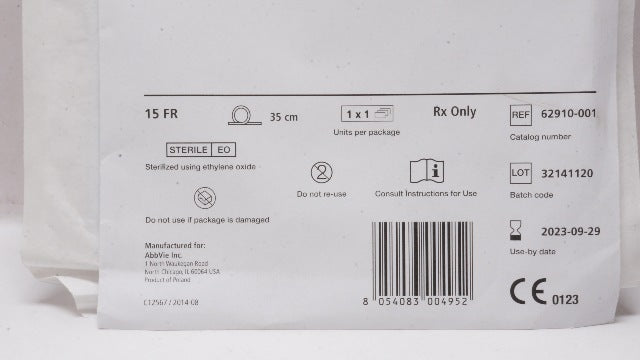 15 FR
35 cm
1 x 1
Units per package
Rx Only
REF 62910-001
Catalog number
STERILE EO
Sterilized using ethylene oxide
2
Do not re-use
i
Consult Instructions for Use
LOT 32141120
Batch code
Do not use if package is damaged
2023-09-29
Use-by date
Manufactured for:
AbbVie Inc.
1 North Waukegan Road
North Chicago, IL 60064 USA
Product of Poland
C12567 / 2014-08
8 054083 004952
CE 0123